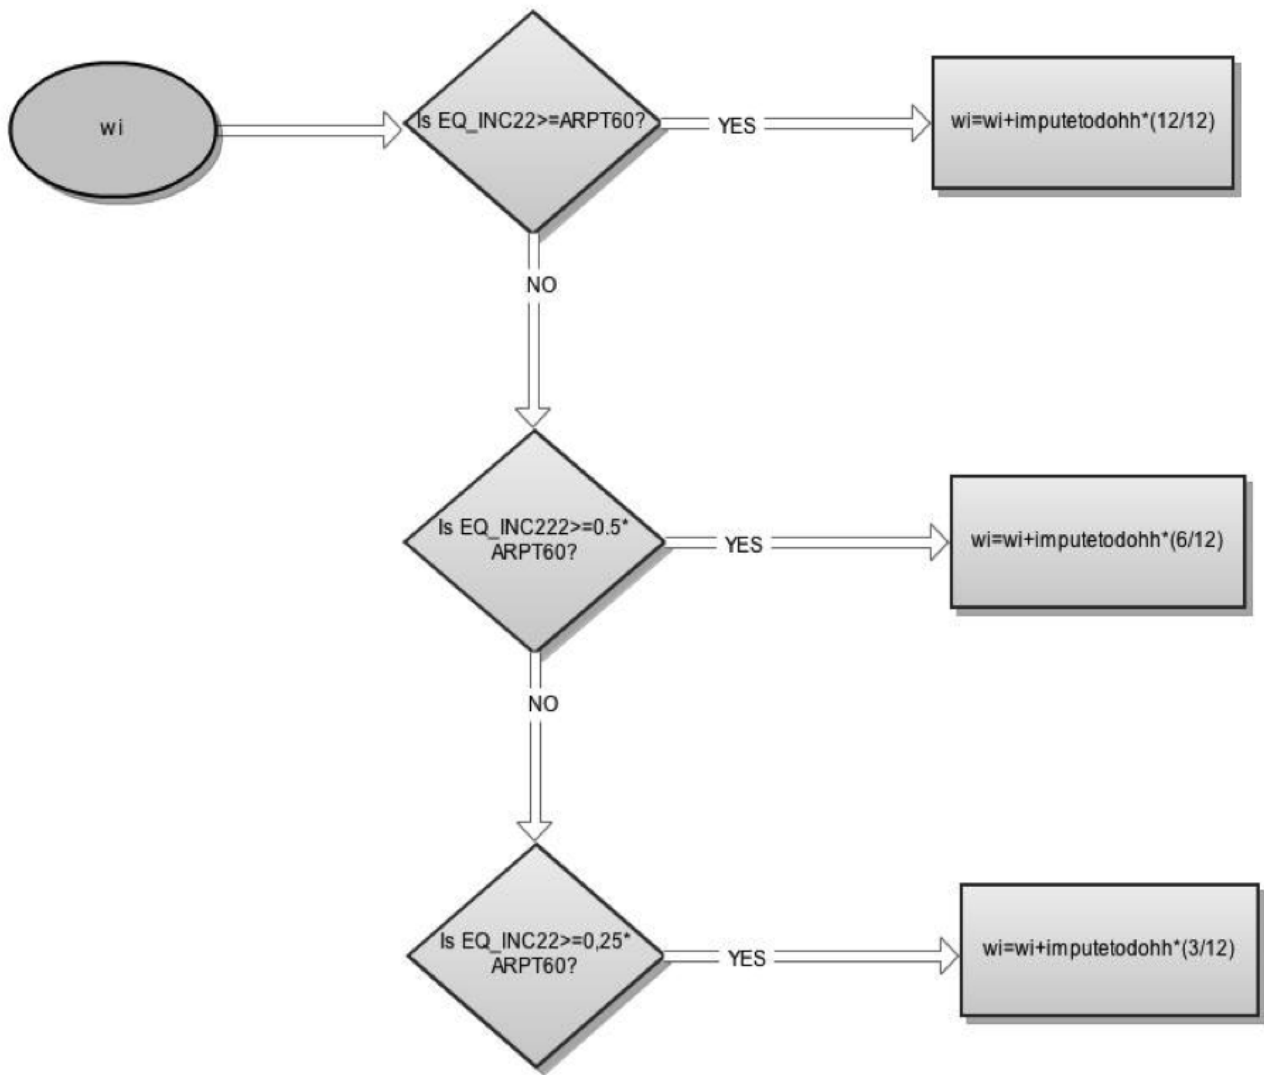 wi
Is EQ_INC22>=ARPT60?
YES
wi=wi+imputetodohh*(12/12)
NO
Is EQ_INC222>=0.5*
ARPT60?
YES
wi=wi+imputetodohh*(6/12)
NO
Is EQ_INC22>=0,25*
ARPT60?
YES
wi=wi+imputetodohh*(3/12)